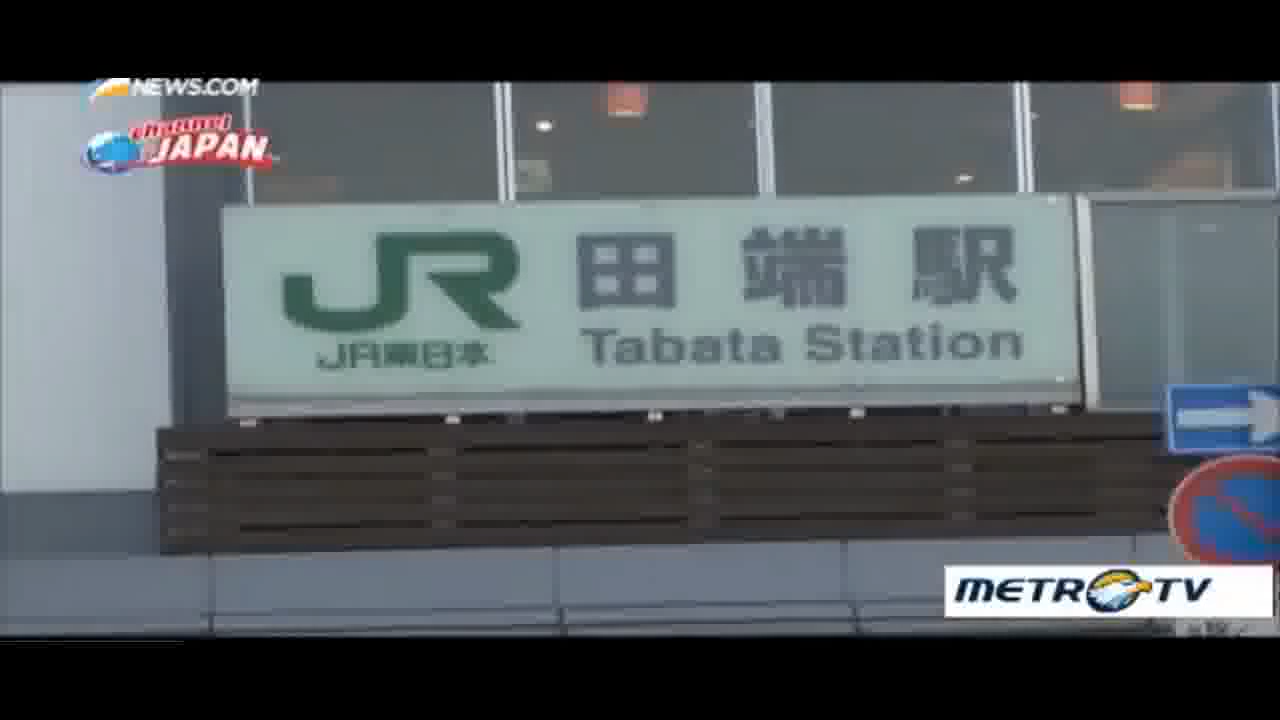 NEWS.COM
channel
JAPAN
JR 田端駅
JR東日本 Tabata Station
METRO TV